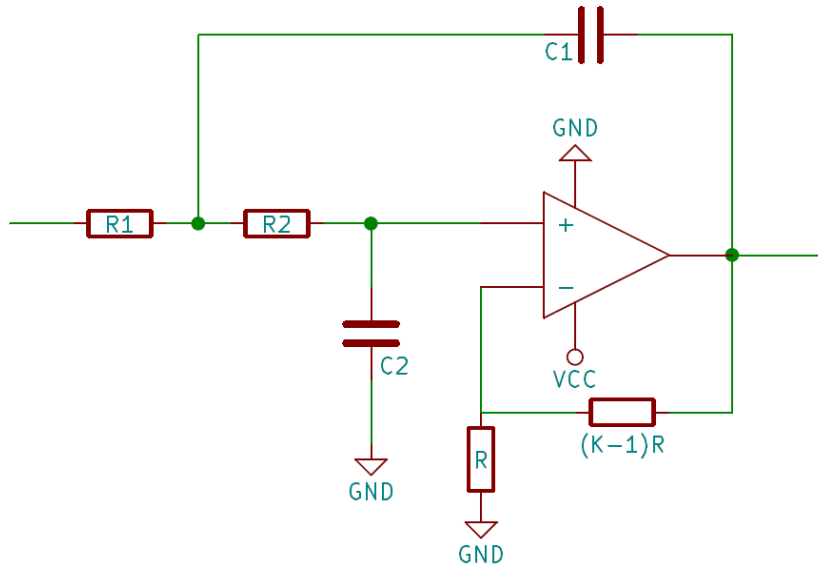 C1
GND
R1
R2
+
−
C2
VCC
(K-1)R
R
GND
GND